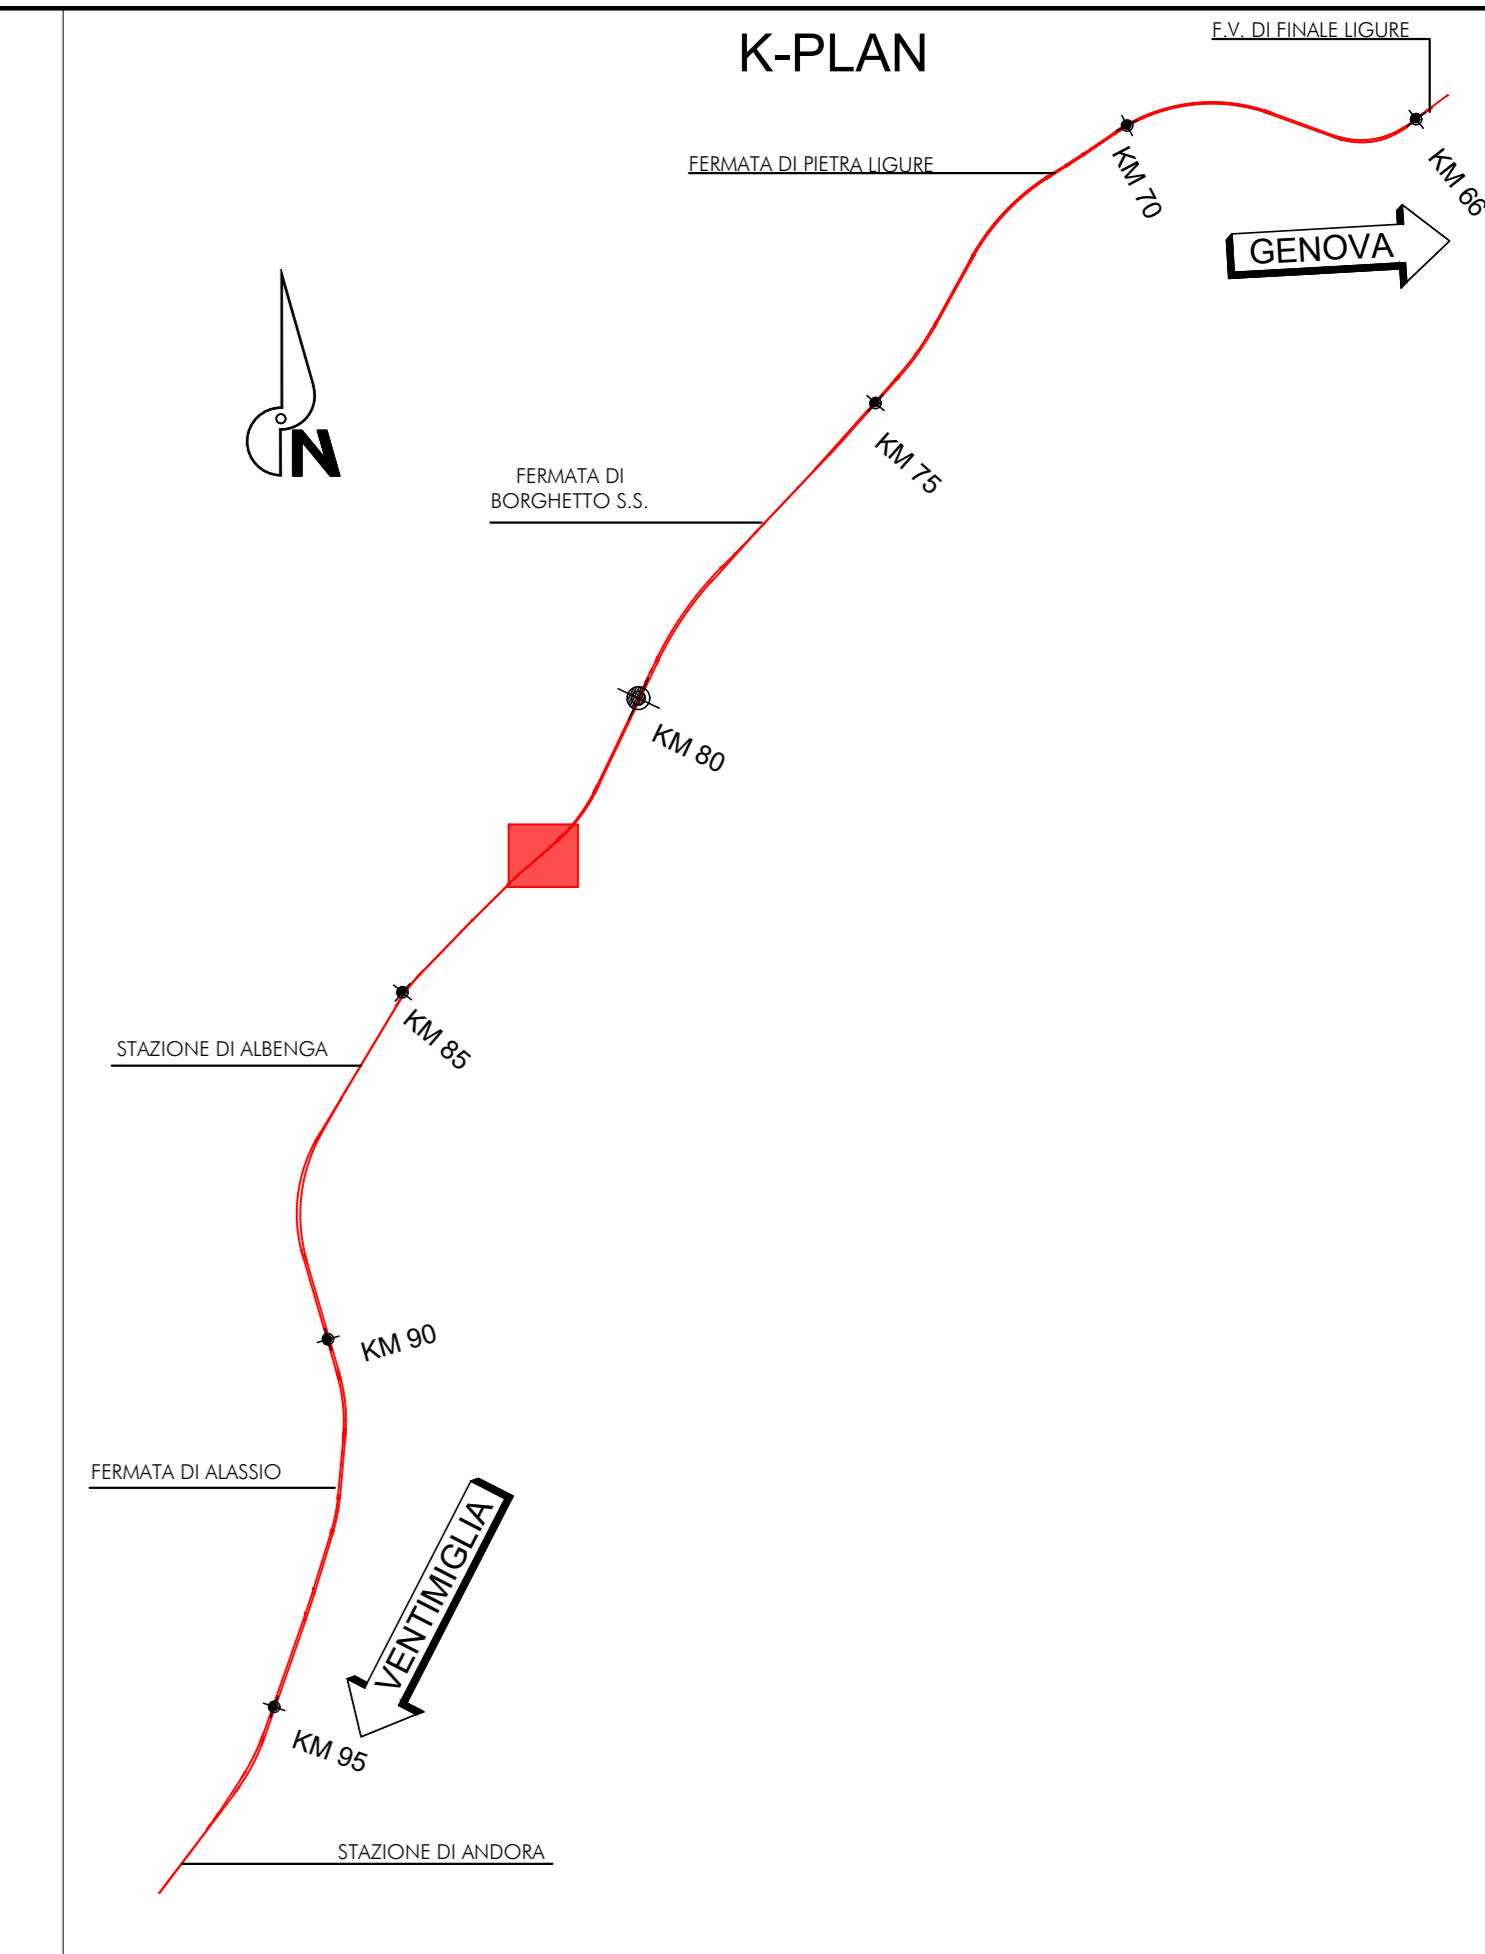 K-PLAN
F.V. DI FINALE LIGURE
FERMATA DI PIETRA LIGURE
KM 70
KM 66
GENOVA
N
KM 75
FERMATA DI
BORGHETTO S.S.
KM 80
KM 85
STAZIONE DI ALBENGA
KM 90
FERMATA DI ALASSIO
VENTIMIGLIA
KM 95
STAZIONE DI ANDORA